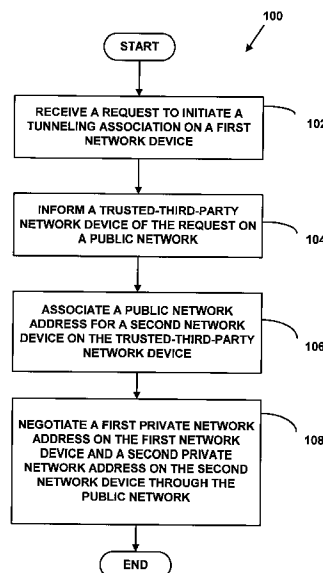 100
START
RECEIVE A REQUEST TO INITIATE A
TUNNELING ASSOCIATION ON A FIRST
NETWORK DEVICE
102
INFORM A TRUSTED-THIRD-PARTY
NETWORK DEVICE OF THE REQUEST ON
A PUBLIC NETWORK
104
ASSOCIATE A PUBLIC NETWORK
ADDRESS FOR A SECOND NETWORK
DEVICE ON THE TRUSTED-THIRD-PARTY
NETWORK DEVICE
106
NEGOTIATE A FIRST PRIVATE NETWORK
ADDRESS ON THE FIRST NETWORK
DEVICE AND A SECOND PRIVATE
NETWORK ADDRESS ON THE SECOND
NETWORK DEVICE THROUGH THE
PUBLIC NETWORK
108
END